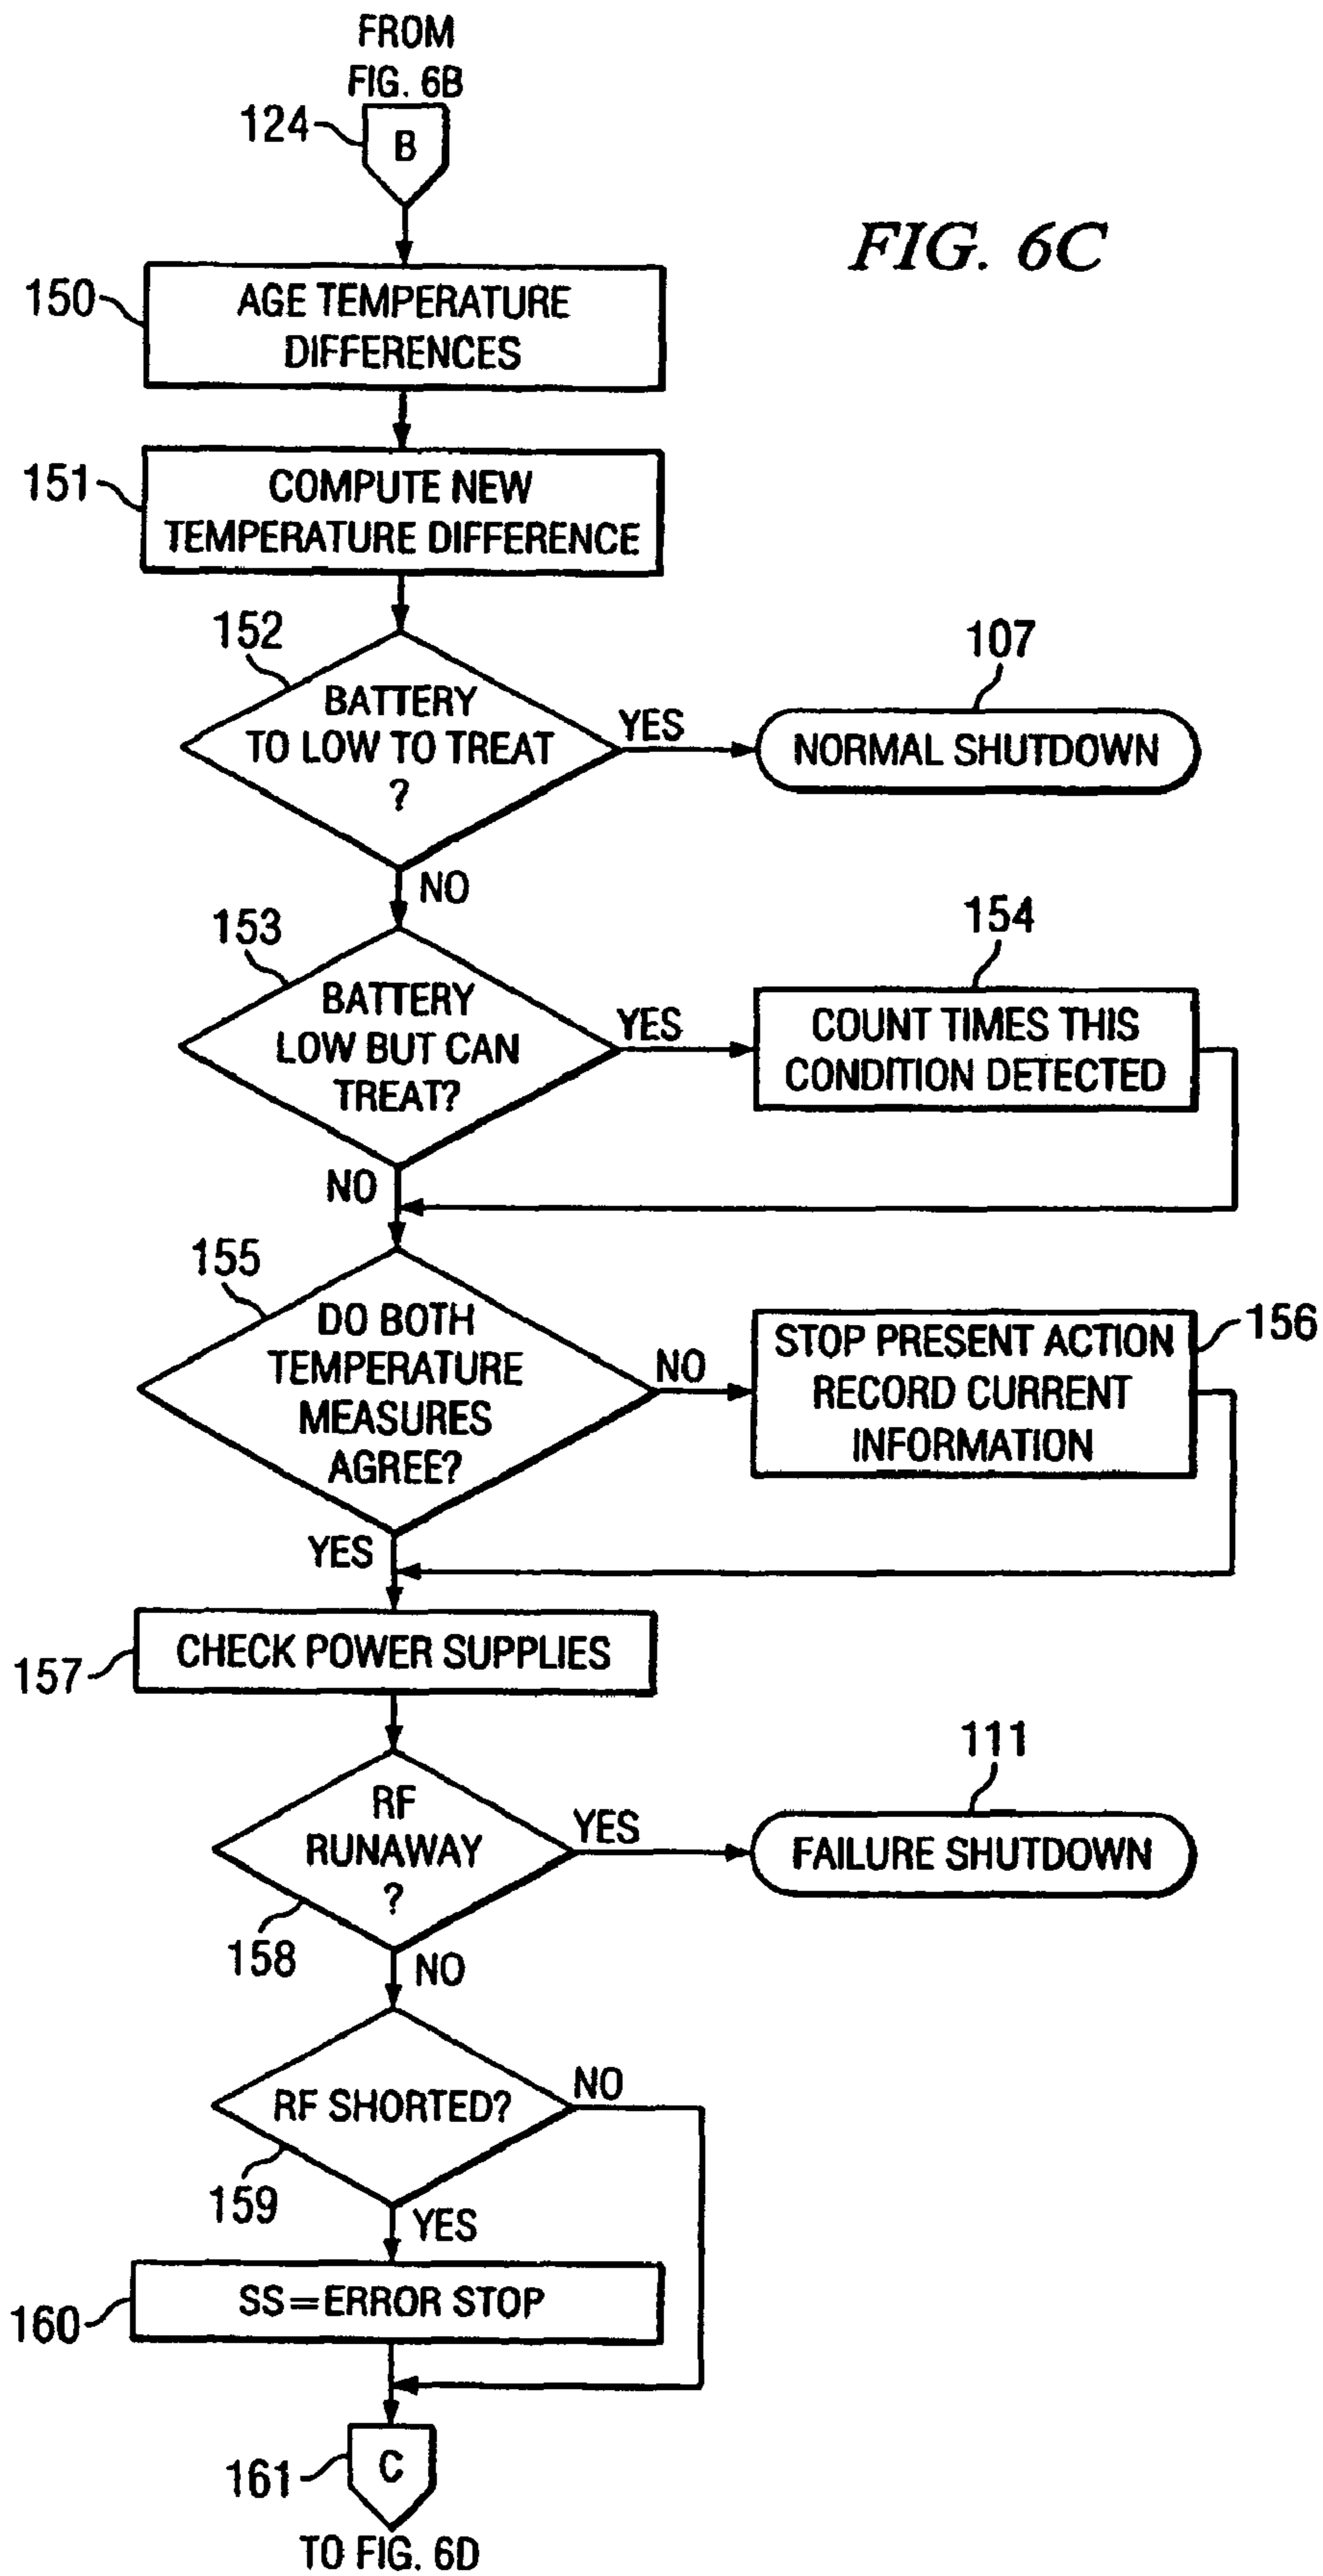 FROM
FIG. 6B
124
B
FIG. 6C
150
AGE TEMPERATURE
DIFFERENCES
151
COMPUTE NEW
TEMPERATURE DIFFERENCE
152
BATTERY
TO LOW TO TREAT
?
YES
107
NORMAL SHUTDOWN
NO
153
BATTERY
LOW BUT CAN
TREAT?
YES
154
COUNT TIMES THIS
CONDITION DETECTED
NO
155
DO BOTH
TEMPERATURE
MEASURES
AGREE?
NO
STOP PRESENT ACTION
RECORD CURRENT
INFORMATION
156
YES
157
CHECK POWER SUPPLIES
RF
RUNAWAY
?
158
YES
111
FAILURE SHUTDOWN
NO
RF SHORTED?
159
NO
YES
160
SS=ERROR STOP
161
C
TO FIG. 6D